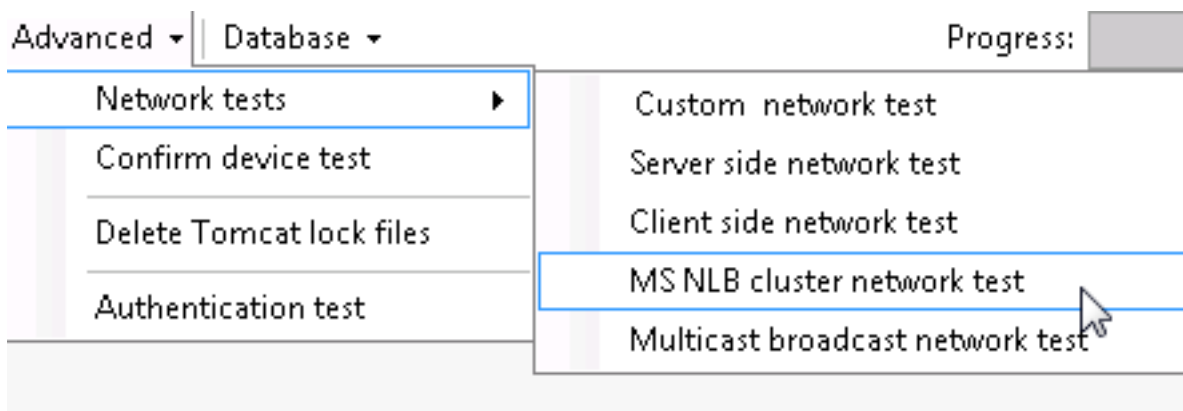 Advanced Database Progress:
Network tests
Confirm device test
Delete Tomcat lock files
Authentication test
Custom  network test
Server side network test
Client side network test
MS NLB cluster network test
Multicast broadcast network test